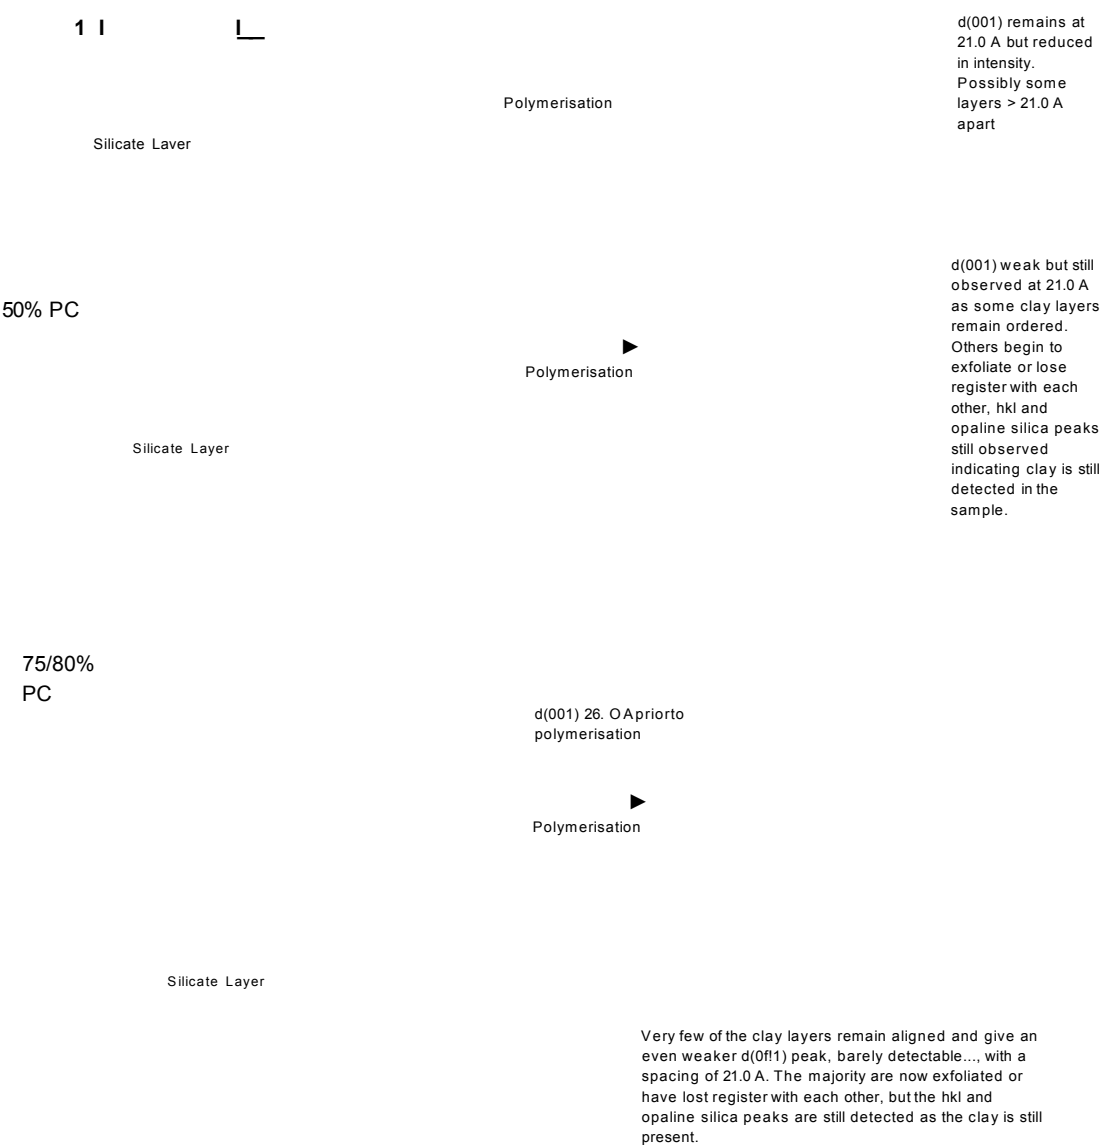 1 I I__
d(001) remains at
21.0 A but reduced
in intensity.
Possibly some
layers > 21.0 A
apart
Polymerisation
Silicate Laver
50% PC
d(001) weak but still
observed at 21.0 A
as some clay layers
remain ordered.
Others begin to
exfoliate or lose
register with each
other, hkl and
opaline silica peaks
still observed
indicating clay is still
detected in the
sample.
►
Polymerisation
Silicate Layer
75/80%
PC
d(001) 26. OA priorto
polymerisation
►
Polymerisation
Silicate Layer
Very few of the clay layers remain aligned and give an
even weaker d(0f!1) peak, barely detectable..., with a
spacing of 21.0 A. The majority are now exfoliated or
have lost register with each other, but the hkl and
opaline silica peaks are still detected as the clay is still
present.